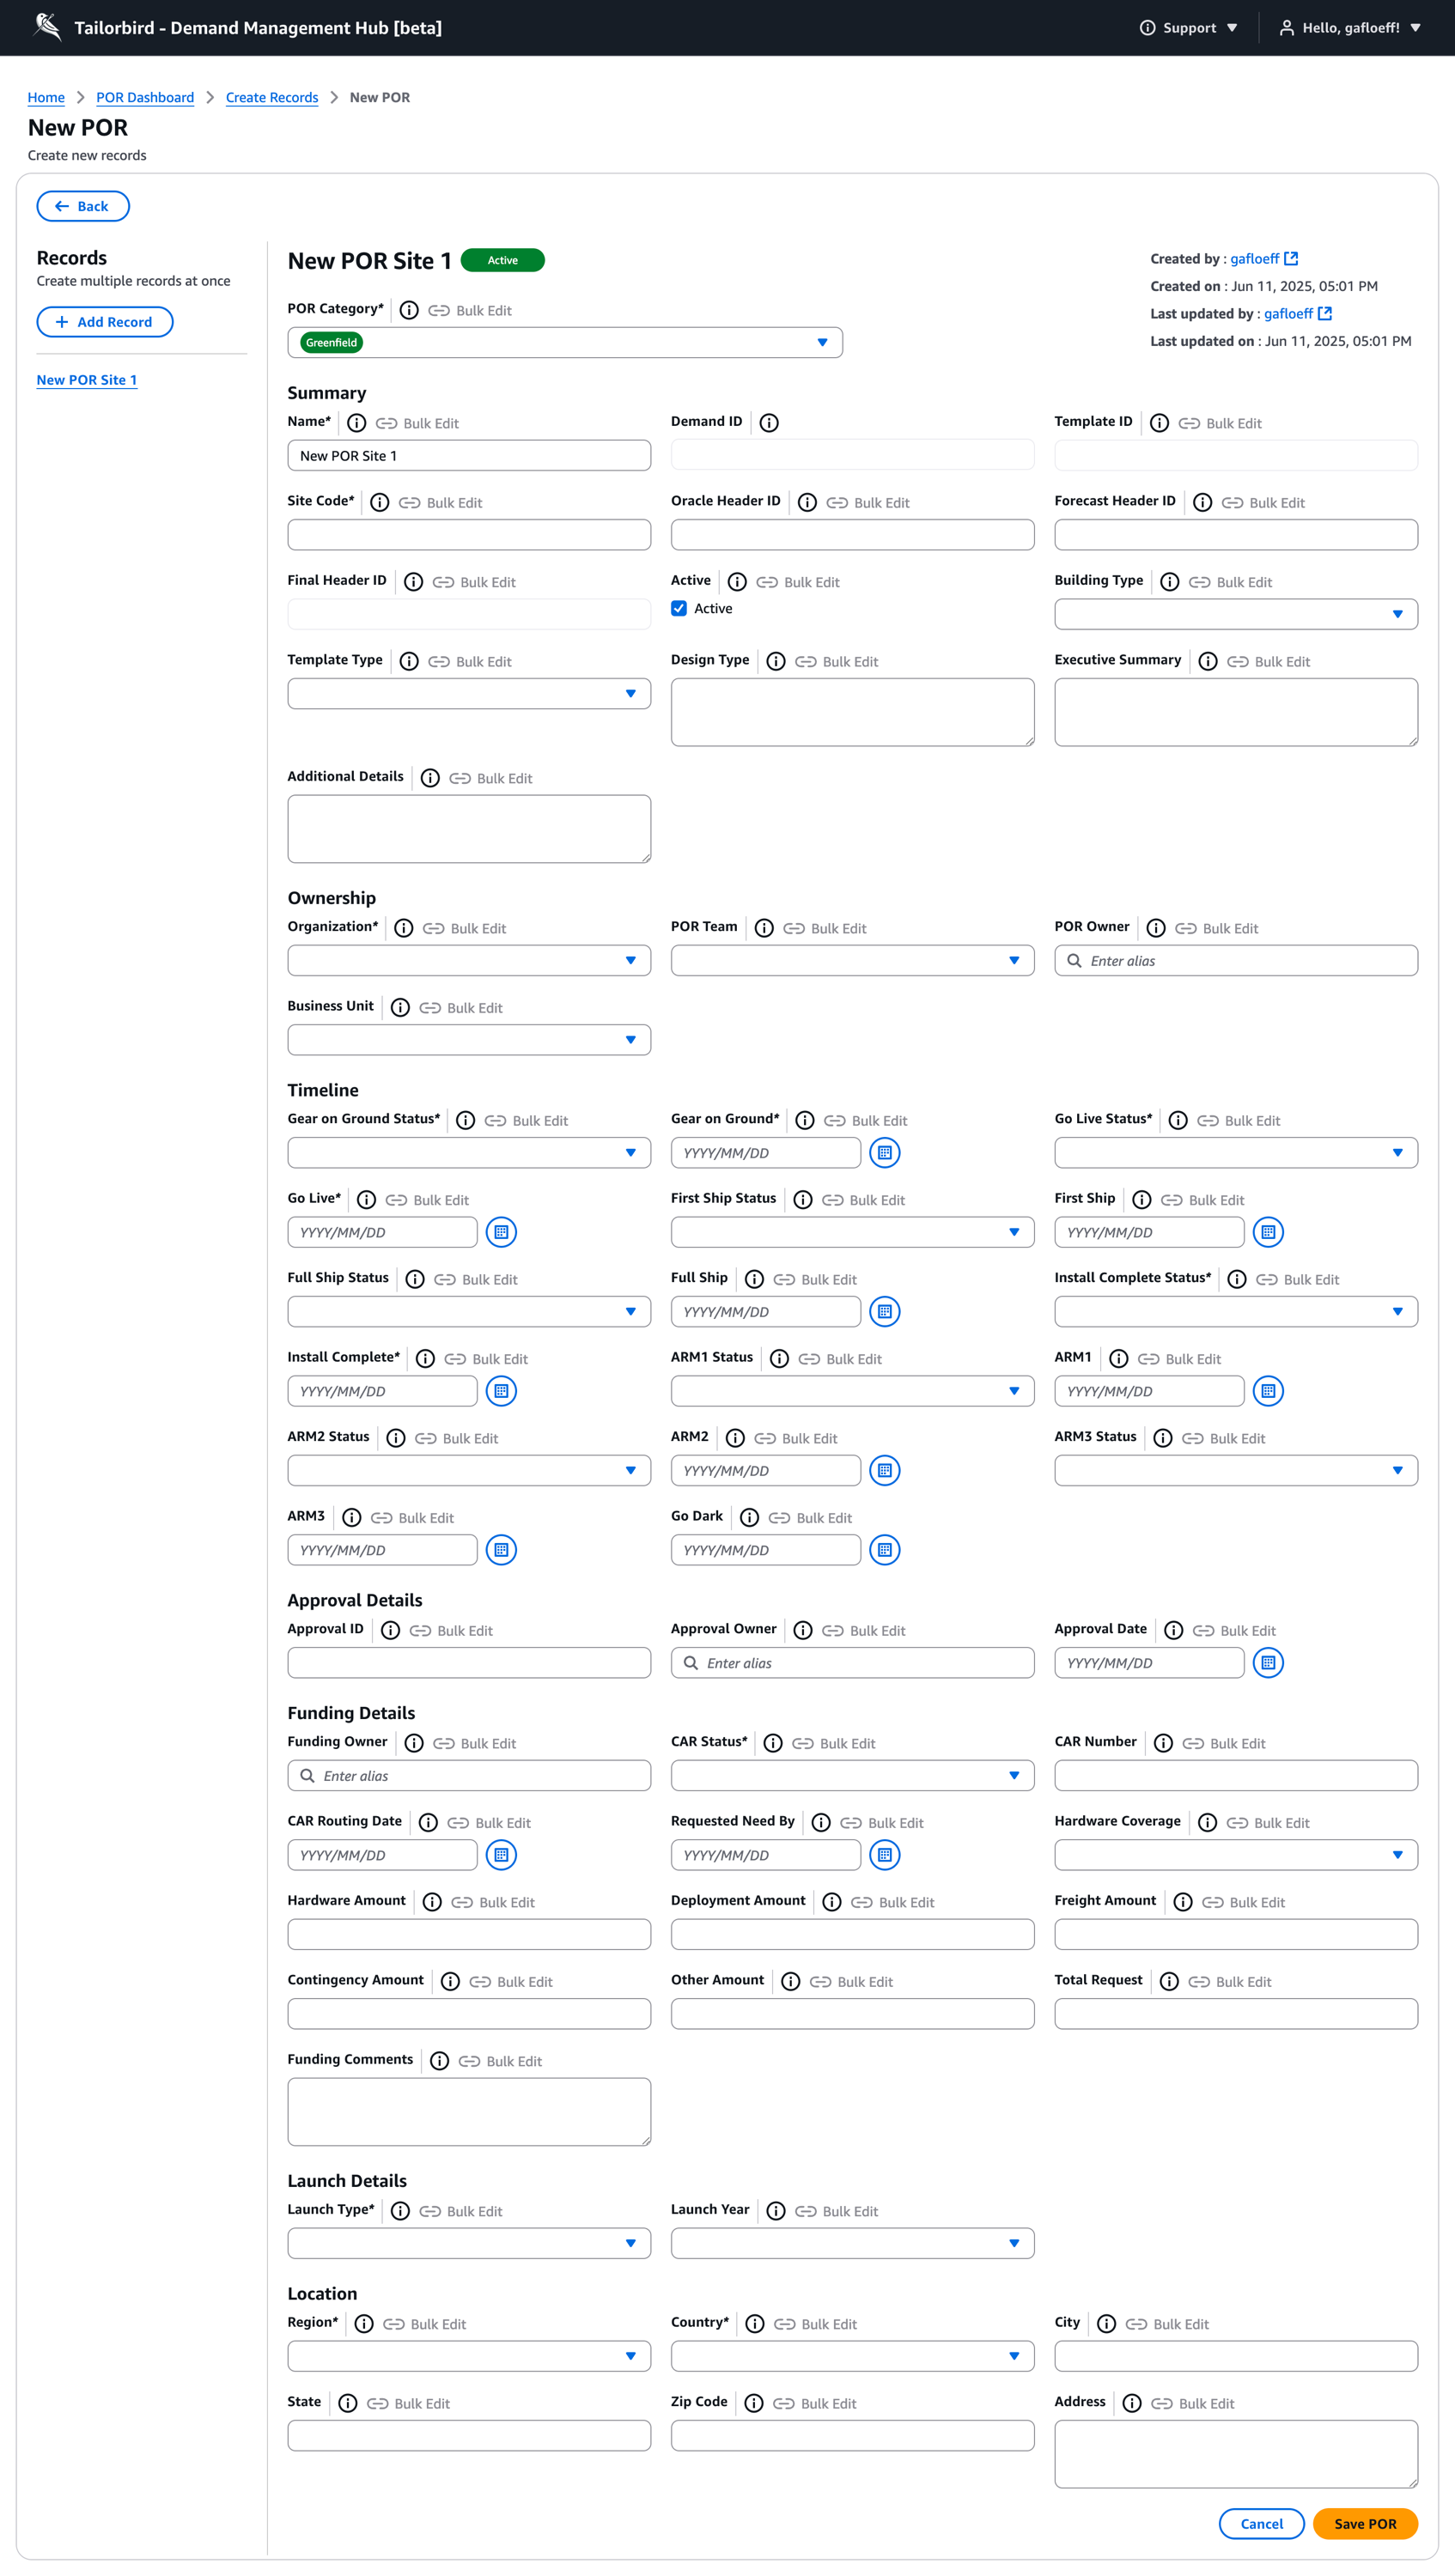 Tailorbird - Demand Management Hub [beta]
Support
Hello, gafloeff!
Home
POR Dashboard
Create Records
New POR
New POR
Create new records
Back
Records
Create multiple records at once
Add Record
New POR Site 1
New POR Site 1
Active
Created by : gafloeff
Created on : Jun 11, 2025, 05:01 PM
Last updated by : gafloeff
Last updated on : Jun 11, 2025, 05:01 PM
POR Category* Bulk Edit
Greenfield
Summary
Name* Bulk Edit
Demand ID
Template ID Bulk Edit
New POR Site 1
Site Code* Bulk Edit
Oracle Header ID Bulk Edit
Forecast Header ID Bulk Edit
Final Header ID Bulk Edit
Active Bulk Edit
Building Type Bulk Edit
Active
Template Type Bulk Edit
Design Type Bulk Edit
Executive Summary Bulk Edit
Additional Details Bulk Edit
Ownership
Organization* Bulk Edit
POR Team Bulk Edit
POR Owner Bulk Edit
Enter alias
Business Unit Bulk Edit
Timeline
Gear on Ground Status* Bulk Edit
Gear on Ground* Bulk Edit
Go Live Status* Bulk Edit
YYYY/MM/DD
Go Live* Bulk Edit
First Ship Status Bulk Edit
First Ship Bulk Edit
YYYY/MM/DD
YYYY/MM/DD
Full Ship Status Bulk Edit
Full Ship Bulk Edit
Install Complete Status* Bulk Edit
YYYY/MM/DD
Install Complete* Bulk Edit
ARM1 Status Bulk Edit
ARM1 Bulk Edit
YYYY/MM/DD
YYYY/MM/DD
ARM2 Status Bulk Edit
ARM2 Bulk Edit
ARM3 Status Bulk Edit
YYYY/MM/DD
ARM3 Bulk Edit
Go Dark Bulk Edit
YYYY/MM/DD
YYYY/MM/DD
Approval Details
Approval ID Bulk Edit
Approval Owner Bulk Edit
Approval Date Bulk Edit
Enter alias
YYYY/MM/DD
Funding Details
Funding Owner Bulk Edit
CAR Status* Bulk Edit
CAR Number Bulk Edit
Enter alias
CAR Routing Date Bulk Edit
Requested Need By Bulk Edit
Hardware Coverage Bulk Edit
YYYY/MM/DD
YYYY/MM/DD
Hardware Amount Bulk Edit
Deployment Amount Bulk Edit
Freight Amount Bulk Edit
Contingency Amount Bulk Edit
Other Amount Bulk Edit
Total Request Bulk Edit
Funding Comments Bulk Edit
Launch Details
Launch Type* Bulk Edit
Launch Year Bulk Edit
Location
Region* Bulk Edit
Country* Bulk Edit
City Bulk Edit
State Bulk Edit
Zip Code Bulk Edit
Address Bulk Edit
Cancel
Save POR